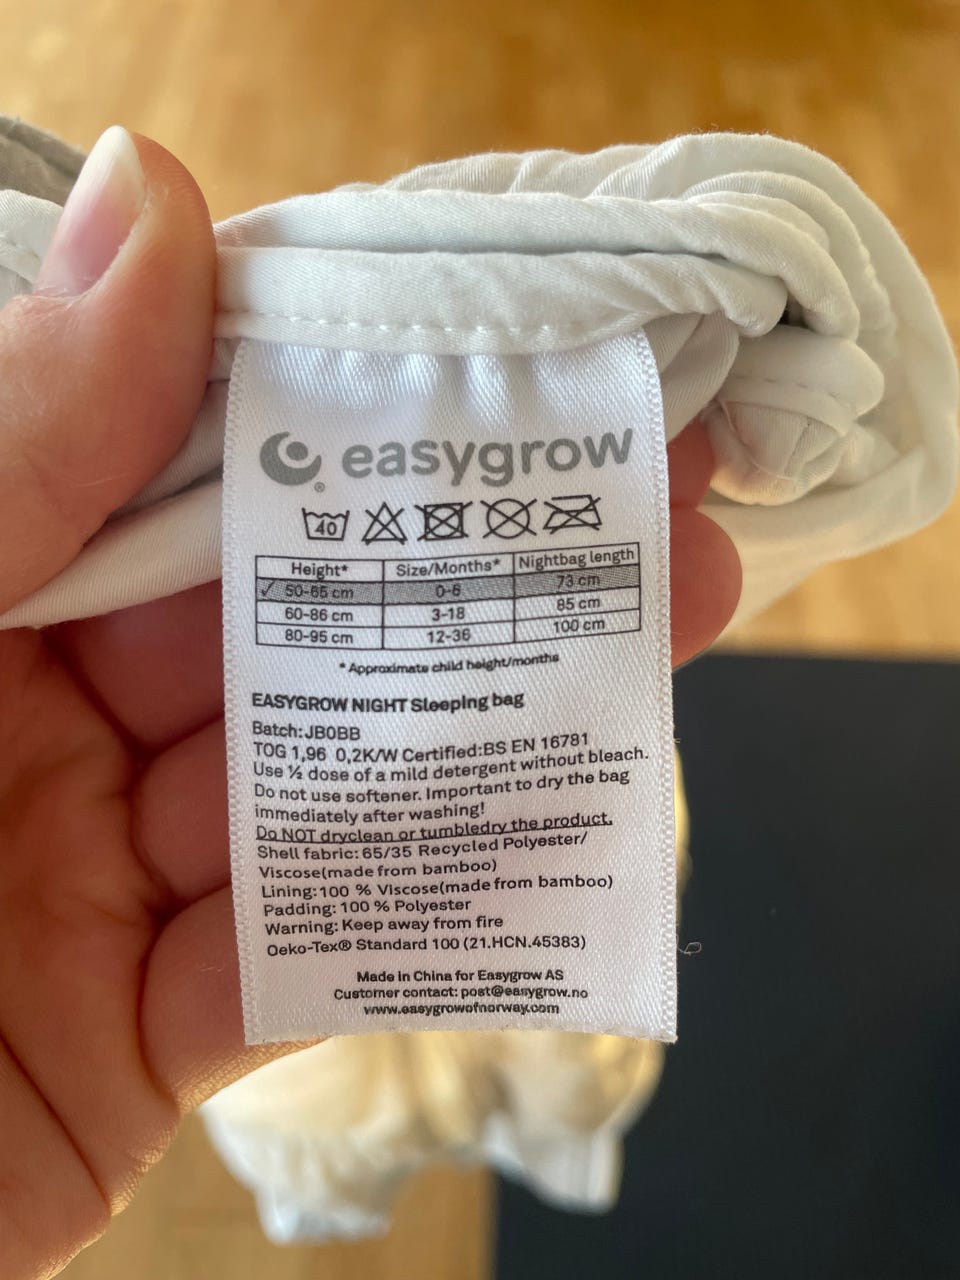 easygrow
®
40
Height* Size/Months* Nightbag length
✓ 50-65 cm 0-6 73 cm
60-86 cm 3-18 85 cm
80-95 cm 12-36 100 cm
* Approximate child height/months
EASYGROW NIGHT Sleeping bag
Batch:JB0BB
TOG 1,96 0,2K/W Certified:BS EN 16781
Use ½ dose of a mild detergent without bleach.
Do not use softener. Important to dry the bag
immediately after washing!
Do NOT dryclean or tumbledry the product.
Shell fabric: 65/35 Recycled Polyester/
Viscose(made from bamboo)
Lining:100 % Viscose(made from bamboo)
Padding: 100 % Polyester
Warning: Keep away from fire
Oeko-Tex® Standard 100 (21.HCN.45383)
Made in China for Easygrow AS
Customer contact: post@easygrow.no
www.easygrowofnorway.com